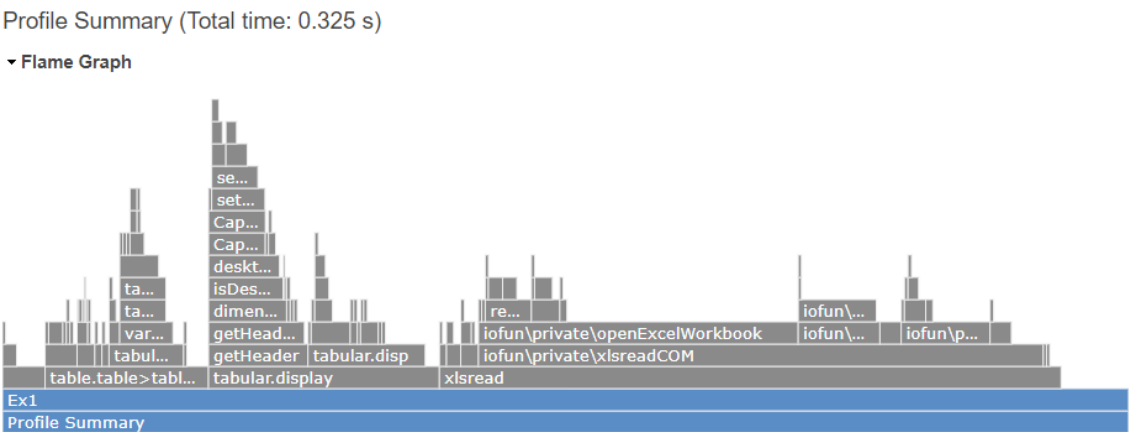 Profile Summary (Total time: 0.325 s)
Flame Graph
se...
set...
Cap...
Cap...
deskt...
ta... isDes...
ta... dimen... re... iofun\...
var... getHead... iofun\private\openExcelWorkbook iofun\... iofun\p...
tabul... getHeader tabular.disp iofun\private\xlsreadCOM
table.table>tabl... tabular.display xlsread
Ex1
Profile Summary